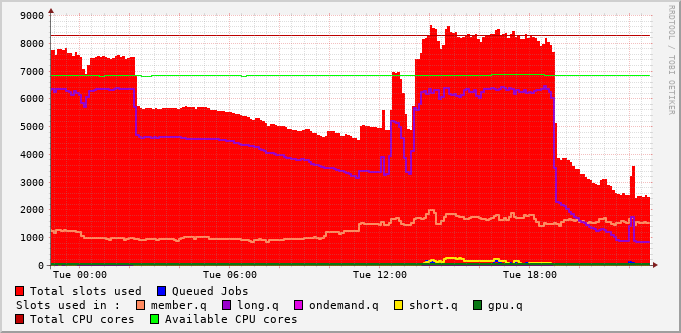 9000
8000
7000
6000
5000
4000
3000
2000
1000
0
Tue 00:00 Tue 06:00 Tue 12:00 Tue 18:00
RRDTOOL / TOBI OETIKER
Total slots used Queued Jobs
Slots used in : member.q long.q ondemand.q short.q gpu.q
Total CPU cores Available CPU cores